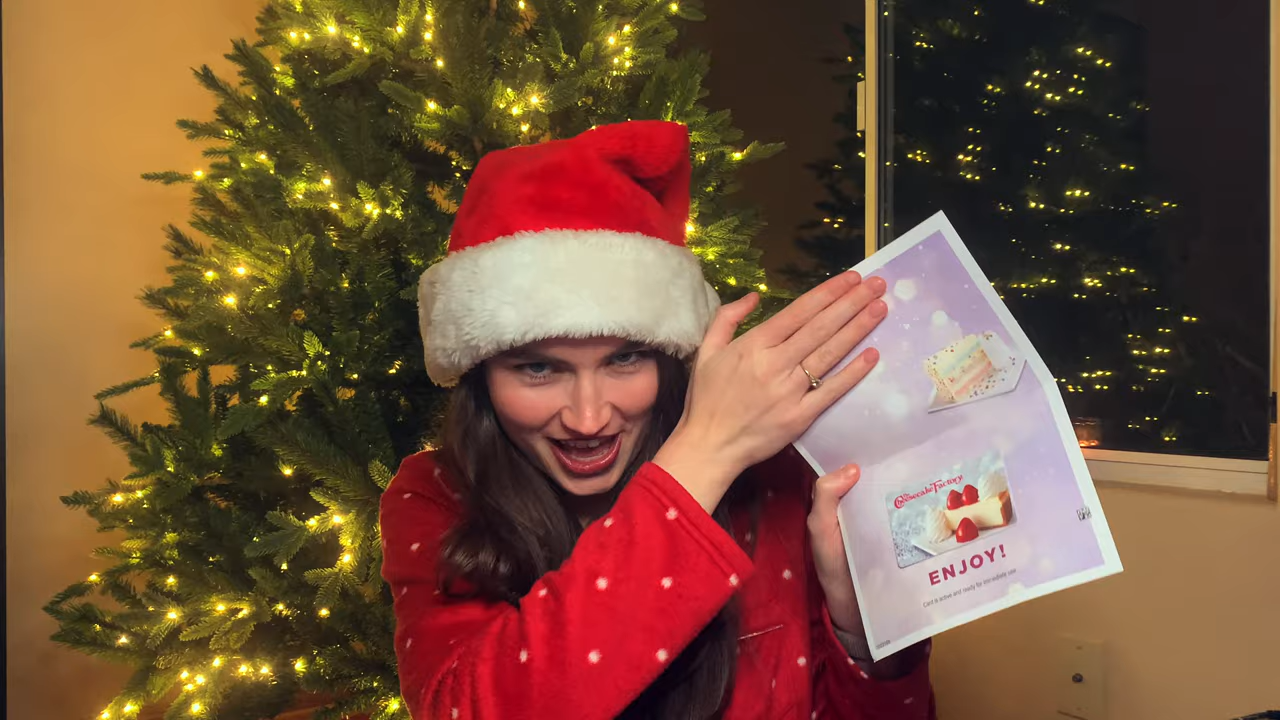 The Cheesecake Factory
ENJOY!
Card is active and ready for immediate use